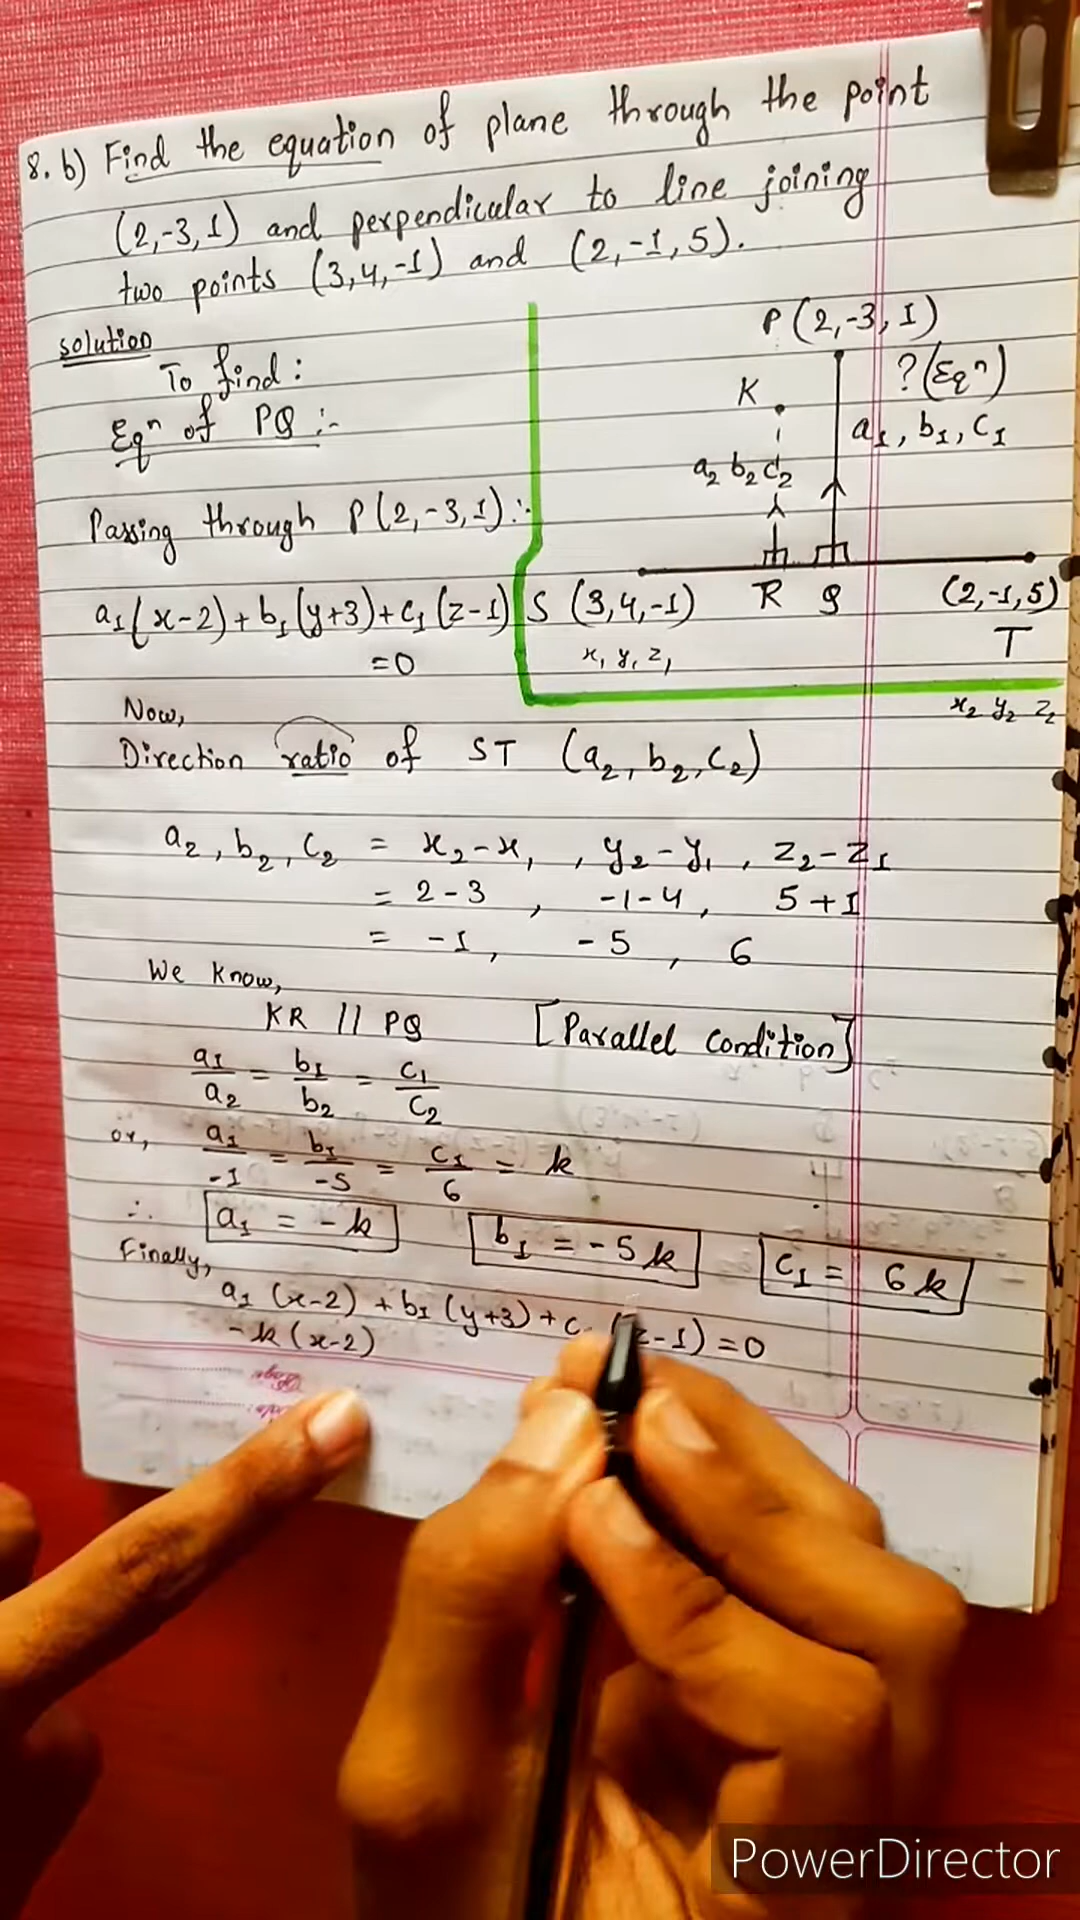 8. b) Find the equation of plane through the point
(2,-3,1) and perpendicular to line joining
two points (3,4,-1) and (2,-1,5).
solution
To find :
Eqⁿ of PQ :-
Passing through P(2,-3,1) :-
a₁(x-2) + b₁(y+3) + c₁(z-1)
=0
P(2,-3,1)
?(Eqⁿ)
K
a₁, b₁, c₁
a₂ b₂ c₂
S (3,4,-1) R Q (2,-1,5)
T
x₁ y₁ z₁
x₂ y₂ z₂
Now,
Direction ratio of ST (a₂, b₂, c₂)
a₂, b₂, c₂ = x₂-x₁, y₂-y₁, z₂-z₁
= 2-3, -1-4, 5+1
= -1, -5, 6
We know,
KR // PQ [Parallel Condition]
a₁/a₂ = b₁/b₂ = c₁/c₂
or, a₁/-1 = b₁/-5 = c₁/6 = k
∴ a₁ = -k b₁ = -5k c₁ = 6k
Finally,
a₁ (x-2) + b₁ (y+3) + c (z-1) = 0
-k(x-2)
PowerDirector